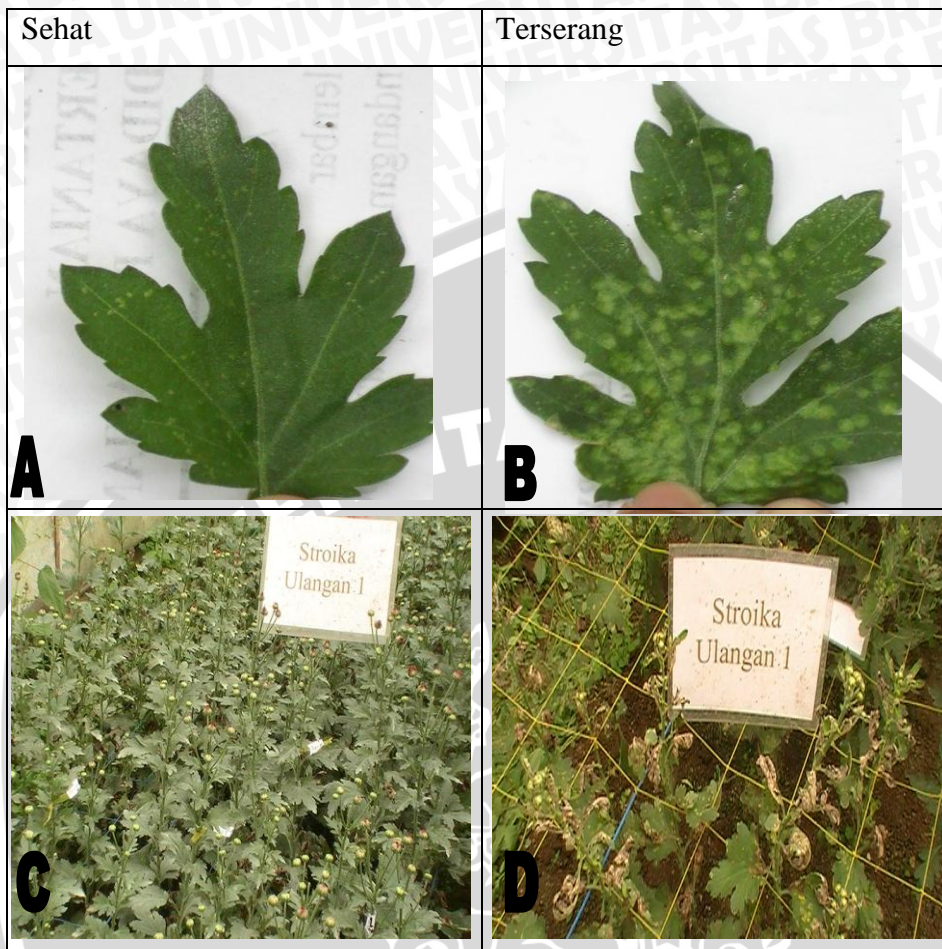 Sehat
Terserang
A
B
Stroika
Ulangan 1
Stroika
Ulangan 1
C
D